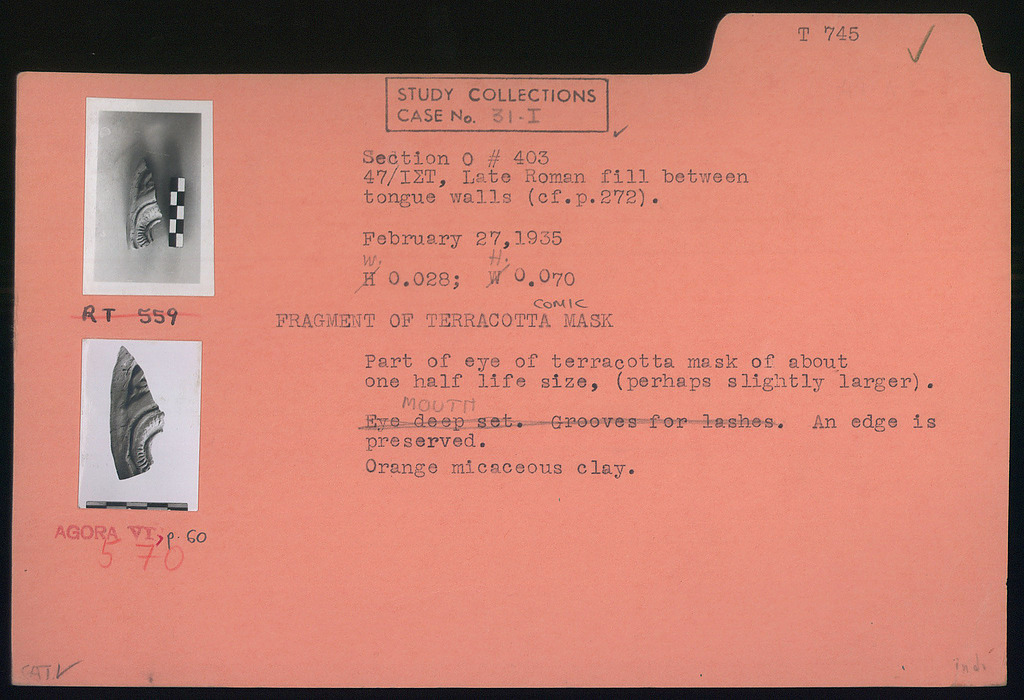 T 745
STUDY COLLECTIONS
CASE No. 31-I
Section O # 403
47/ΙΣΤ, Late Roman fill between
tongue walls (cf.p.272).
February 27,1935
W. H.
H 0.028; W 0.070
COMIC
FRAGMENT OF TERRACOTTA MASK
Part of eye of terracotta mask of about
one half life size, (perhaps slightly larger).
MOUTH
Eye deep set. Grooves for lashes. An edge is
preserved.
Orange micaceous clay.
RT 559
AGORA VI, p. 60
570
CAT.